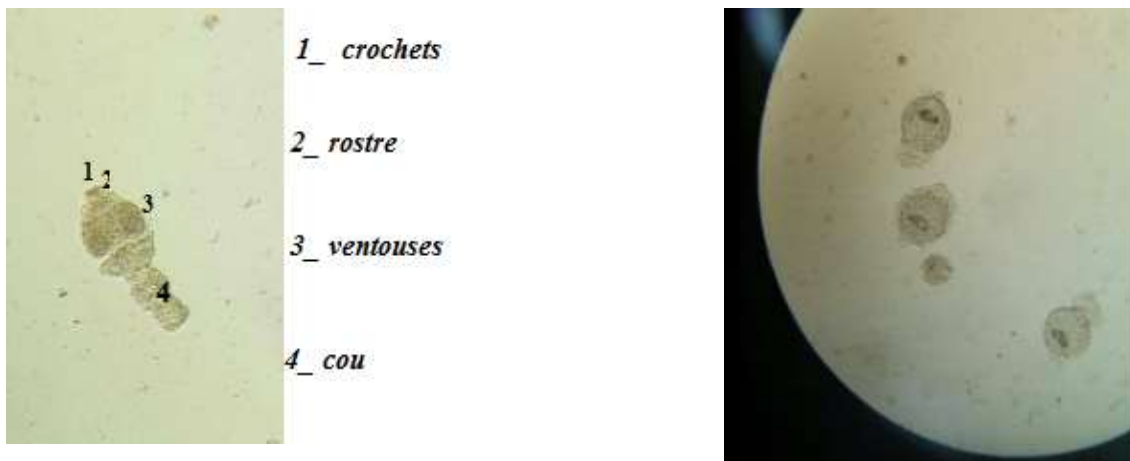 1_ crochets
2_ rostre
3_ ventouses
4_ cou
1
2
3
4